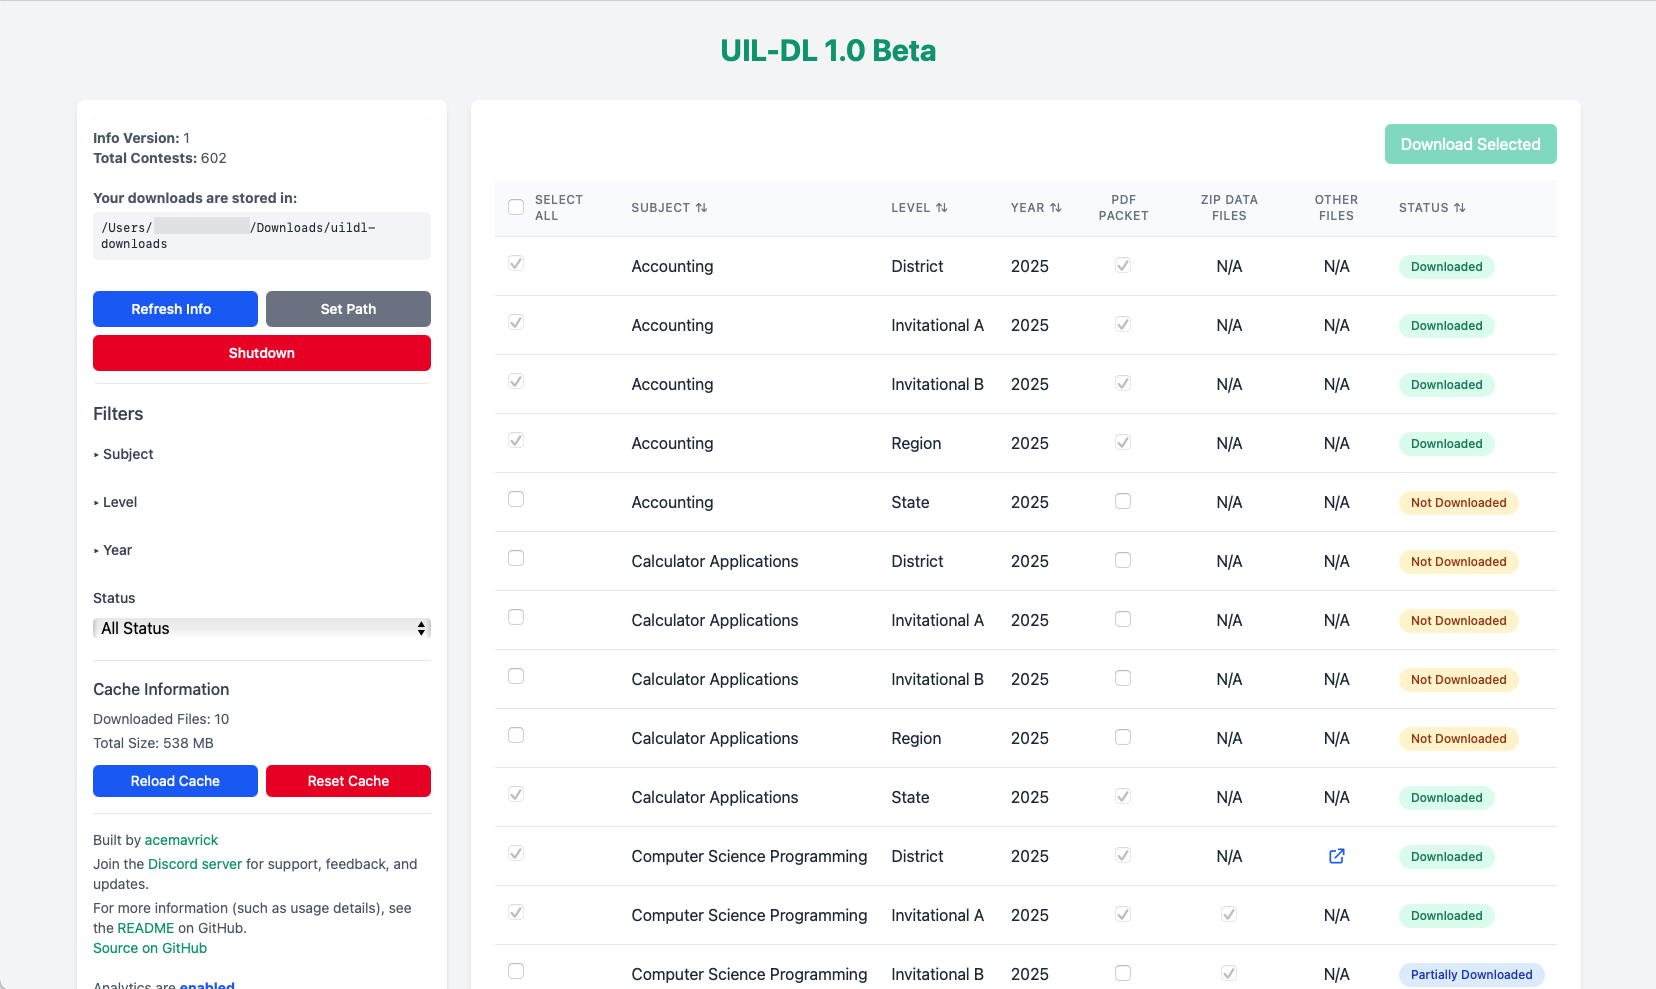 UIL-DL 1.0 Beta
Info Version: 1
Total Contests: 602
Your downloads are stored in:
/Users/ /Downloads/uildl-
downloads
Refresh Info
Set Path
Shutdown
Filters
Subject
Level
Year
Status
All Status
Cache Information
Downloaded Files: 10
Total Size: 538 MB
Reload Cache
Reset Cache
Built by acemavrick
Join the Discord server for support, feedback, and
updates.
For more information (such as usage details), see
the README on GitHub.
Source on GitHub
Analytics are enabled
Download Selected
SELECT ALL SUBJECT LEVEL YEAR PDF PACKET ZIP DATA FILES OTHER FILES STATUS
Accounting District 2025 N/A N/A Downloaded
Accounting Invitational A 2025 N/A N/A Downloaded
Accounting Invitational B 2025 N/A N/A Downloaded
Accounting Region 2025 N/A N/A Downloaded
Accounting State 2025 N/A N/A Not Downloaded
Calculator Applications District 2025 N/A N/A Not Downloaded
Calculator Applications Invitational A 2025 N/A N/A Not Downloaded
Calculator Applications Invitational B 2025 N/A N/A Not Downloaded
Calculator Applications Region 2025 N/A N/A Not Downloaded
Calculator Applications State 2025 N/A N/A Downloaded
Computer Science Programming District 2025 N/A Downloaded
Computer Science Programming Invitational A 2025 N/A Downloaded
Computer Science Programming Invitational B 2025 N/A Partially Downloaded